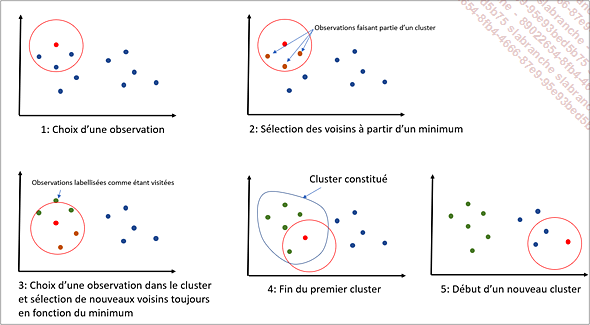 Observations faisant partie d'un cluster
1: Choix d'une observation
2: Sélection des voisins à partir d'un minimum
Observations labellisées comme étant visitées
Cluster constitué
3: Choix d'une observation dans le cluster
et sélection de nouveaux voisins toujours
en fonction du minimum
4: Fin du premier cluster
5: Début d'un nouveau cluster